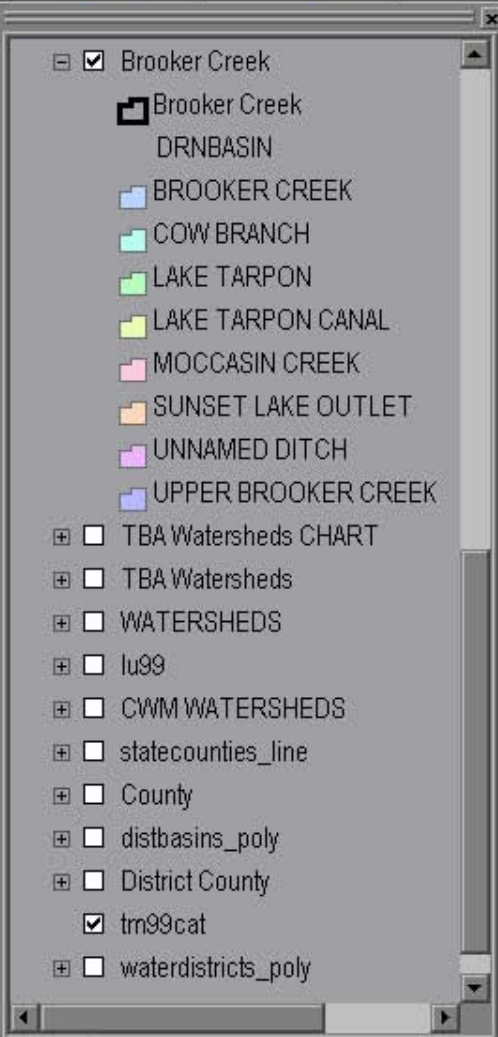 Brooker Creek
Brooker Creek
DRNBASIN
BROOKER CREEK
COW BRANCH
LAKE TARPON
LAKE TARPON CANAL
MOCCASIN CREEK
SUNSET LAKE OUTLET
UNNAMED DITCH
UPPER BROOKER CREEK
TBA Watersheds CHART
TBA Watersheds
WATERSHEDS
lu99
CWM WATERSHEDS
statecounties_line
County
distbasins_poly
District County
tm99cat
waterdistricts_poly